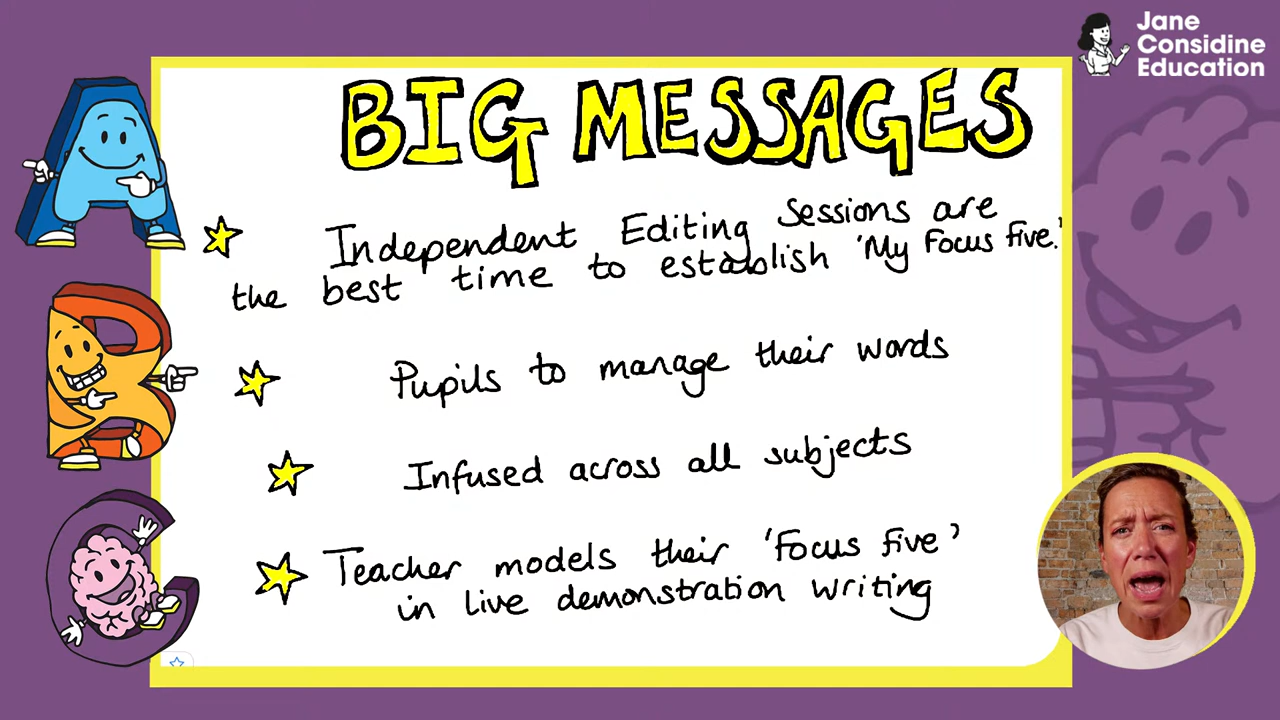 Jane
Considine
Education
BIG MESSAGES
Independent Editing Sessions are
the best time to establish 'My Focus Five.'
Pupils to manage their words
Infused across all subjects
Teacher models their 'Focus Five'
in live demonstration writing
A
B
C